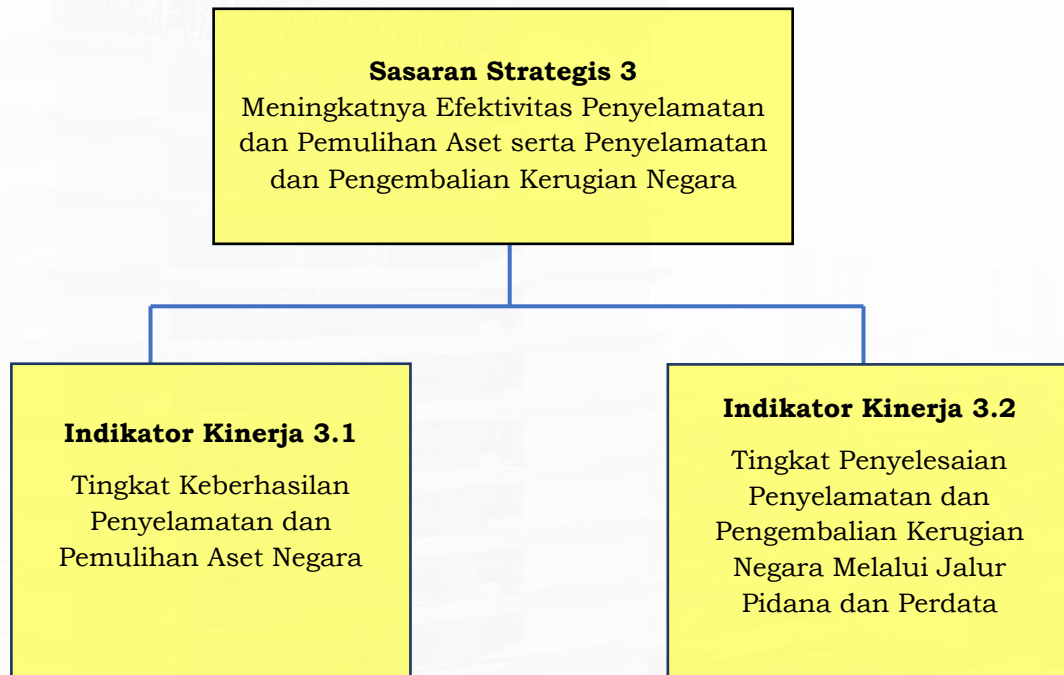 Sasaran Strategis 3
Meningkatnya Efektivitas Penyelamatan
dan Pemulihan Aset serta Penyelamatan
dan Pengembalian Kerugian Negara
Indikator Kinerja 3.1
Tingkat Keberhasilan
Penyelamatan dan
Pemulihan Aset Negara
Indikator Kinerja 3.2
Tingkat Penyelesaian
Penyelamatan dan
Pengembalian Kerugian
Negara Melalui Jalur
Pidana dan Perdata